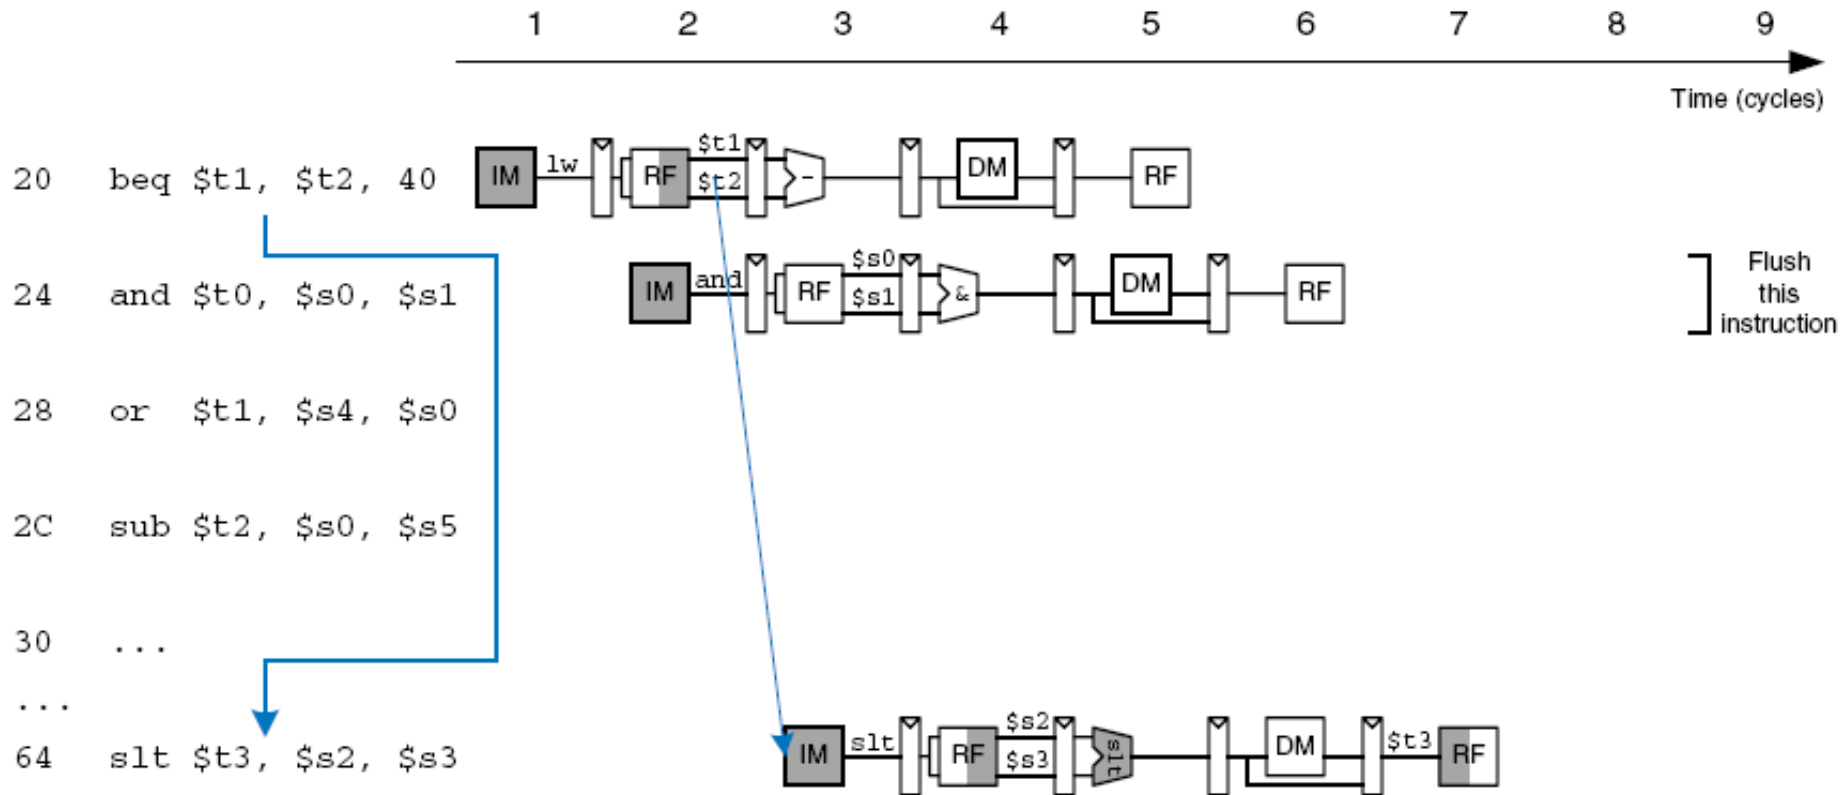 1 2 3 4 5 6 7 8 9
Time (cycles)
20 beq $t1, $t2, 40 IM lw RF $t1 $t2 - DM RF
24 and $t0, $s0, $s1 IM and RF $s0 $s1 & DM RF
Flush
this
instruction
28 or $t1, $s4, $s0
2C sub $t2, $s0, $s5
30 ...
...
64 slt $t3, $s2, $s3 IM slt RF $s2 $s3 slt DM $t3 RF